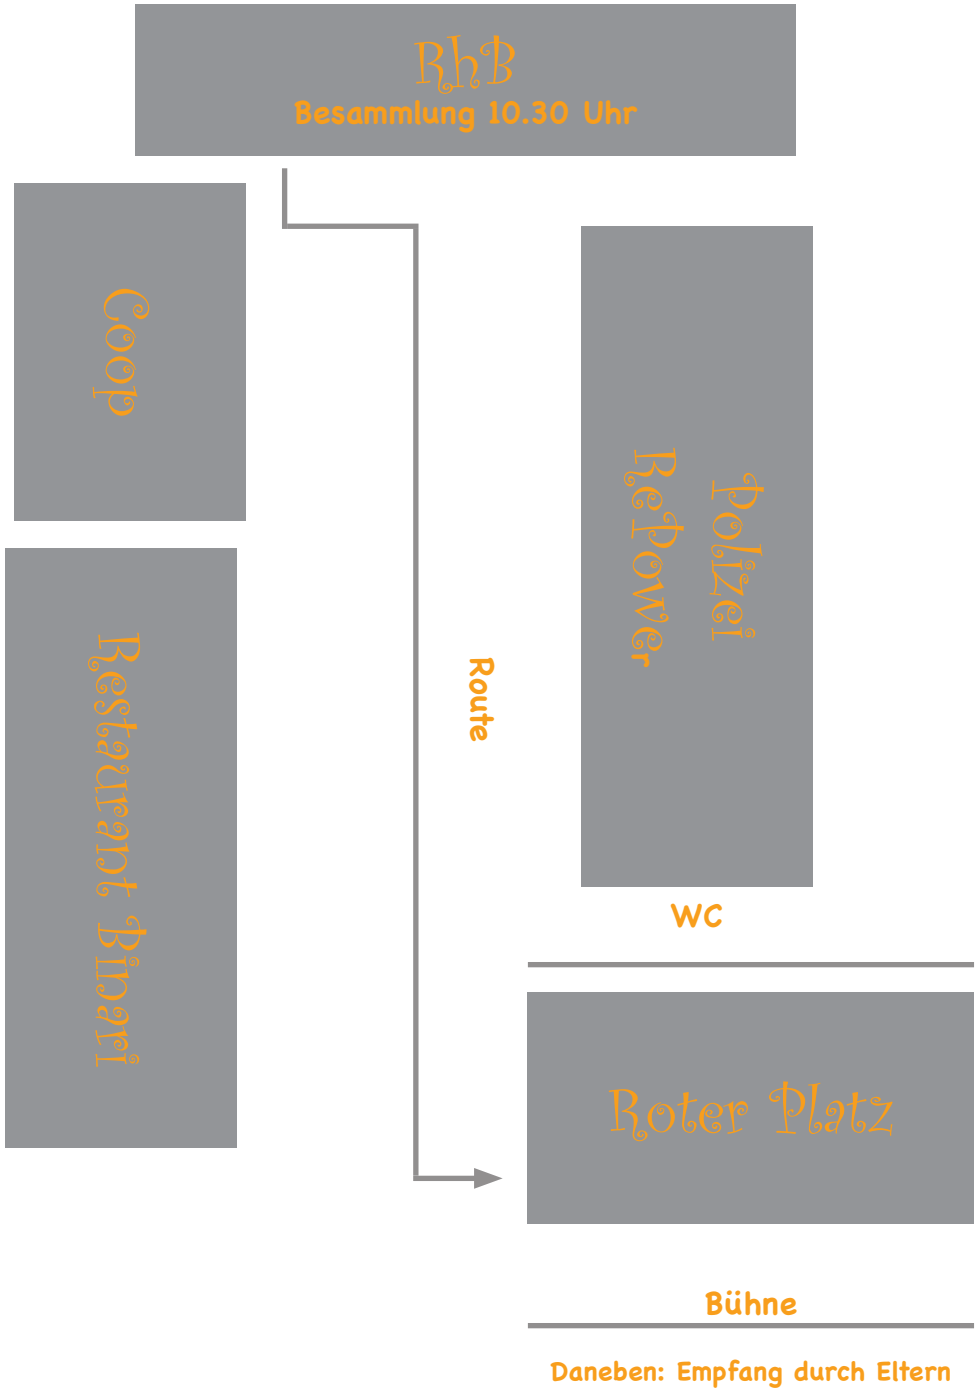 RhB
Besammlung 10.30 Uhr
Coop
Polizei
RePower
Restaurant Binari
Route
WC
Roter Platz
Bühne
Daneben: Empfang durch Eltern